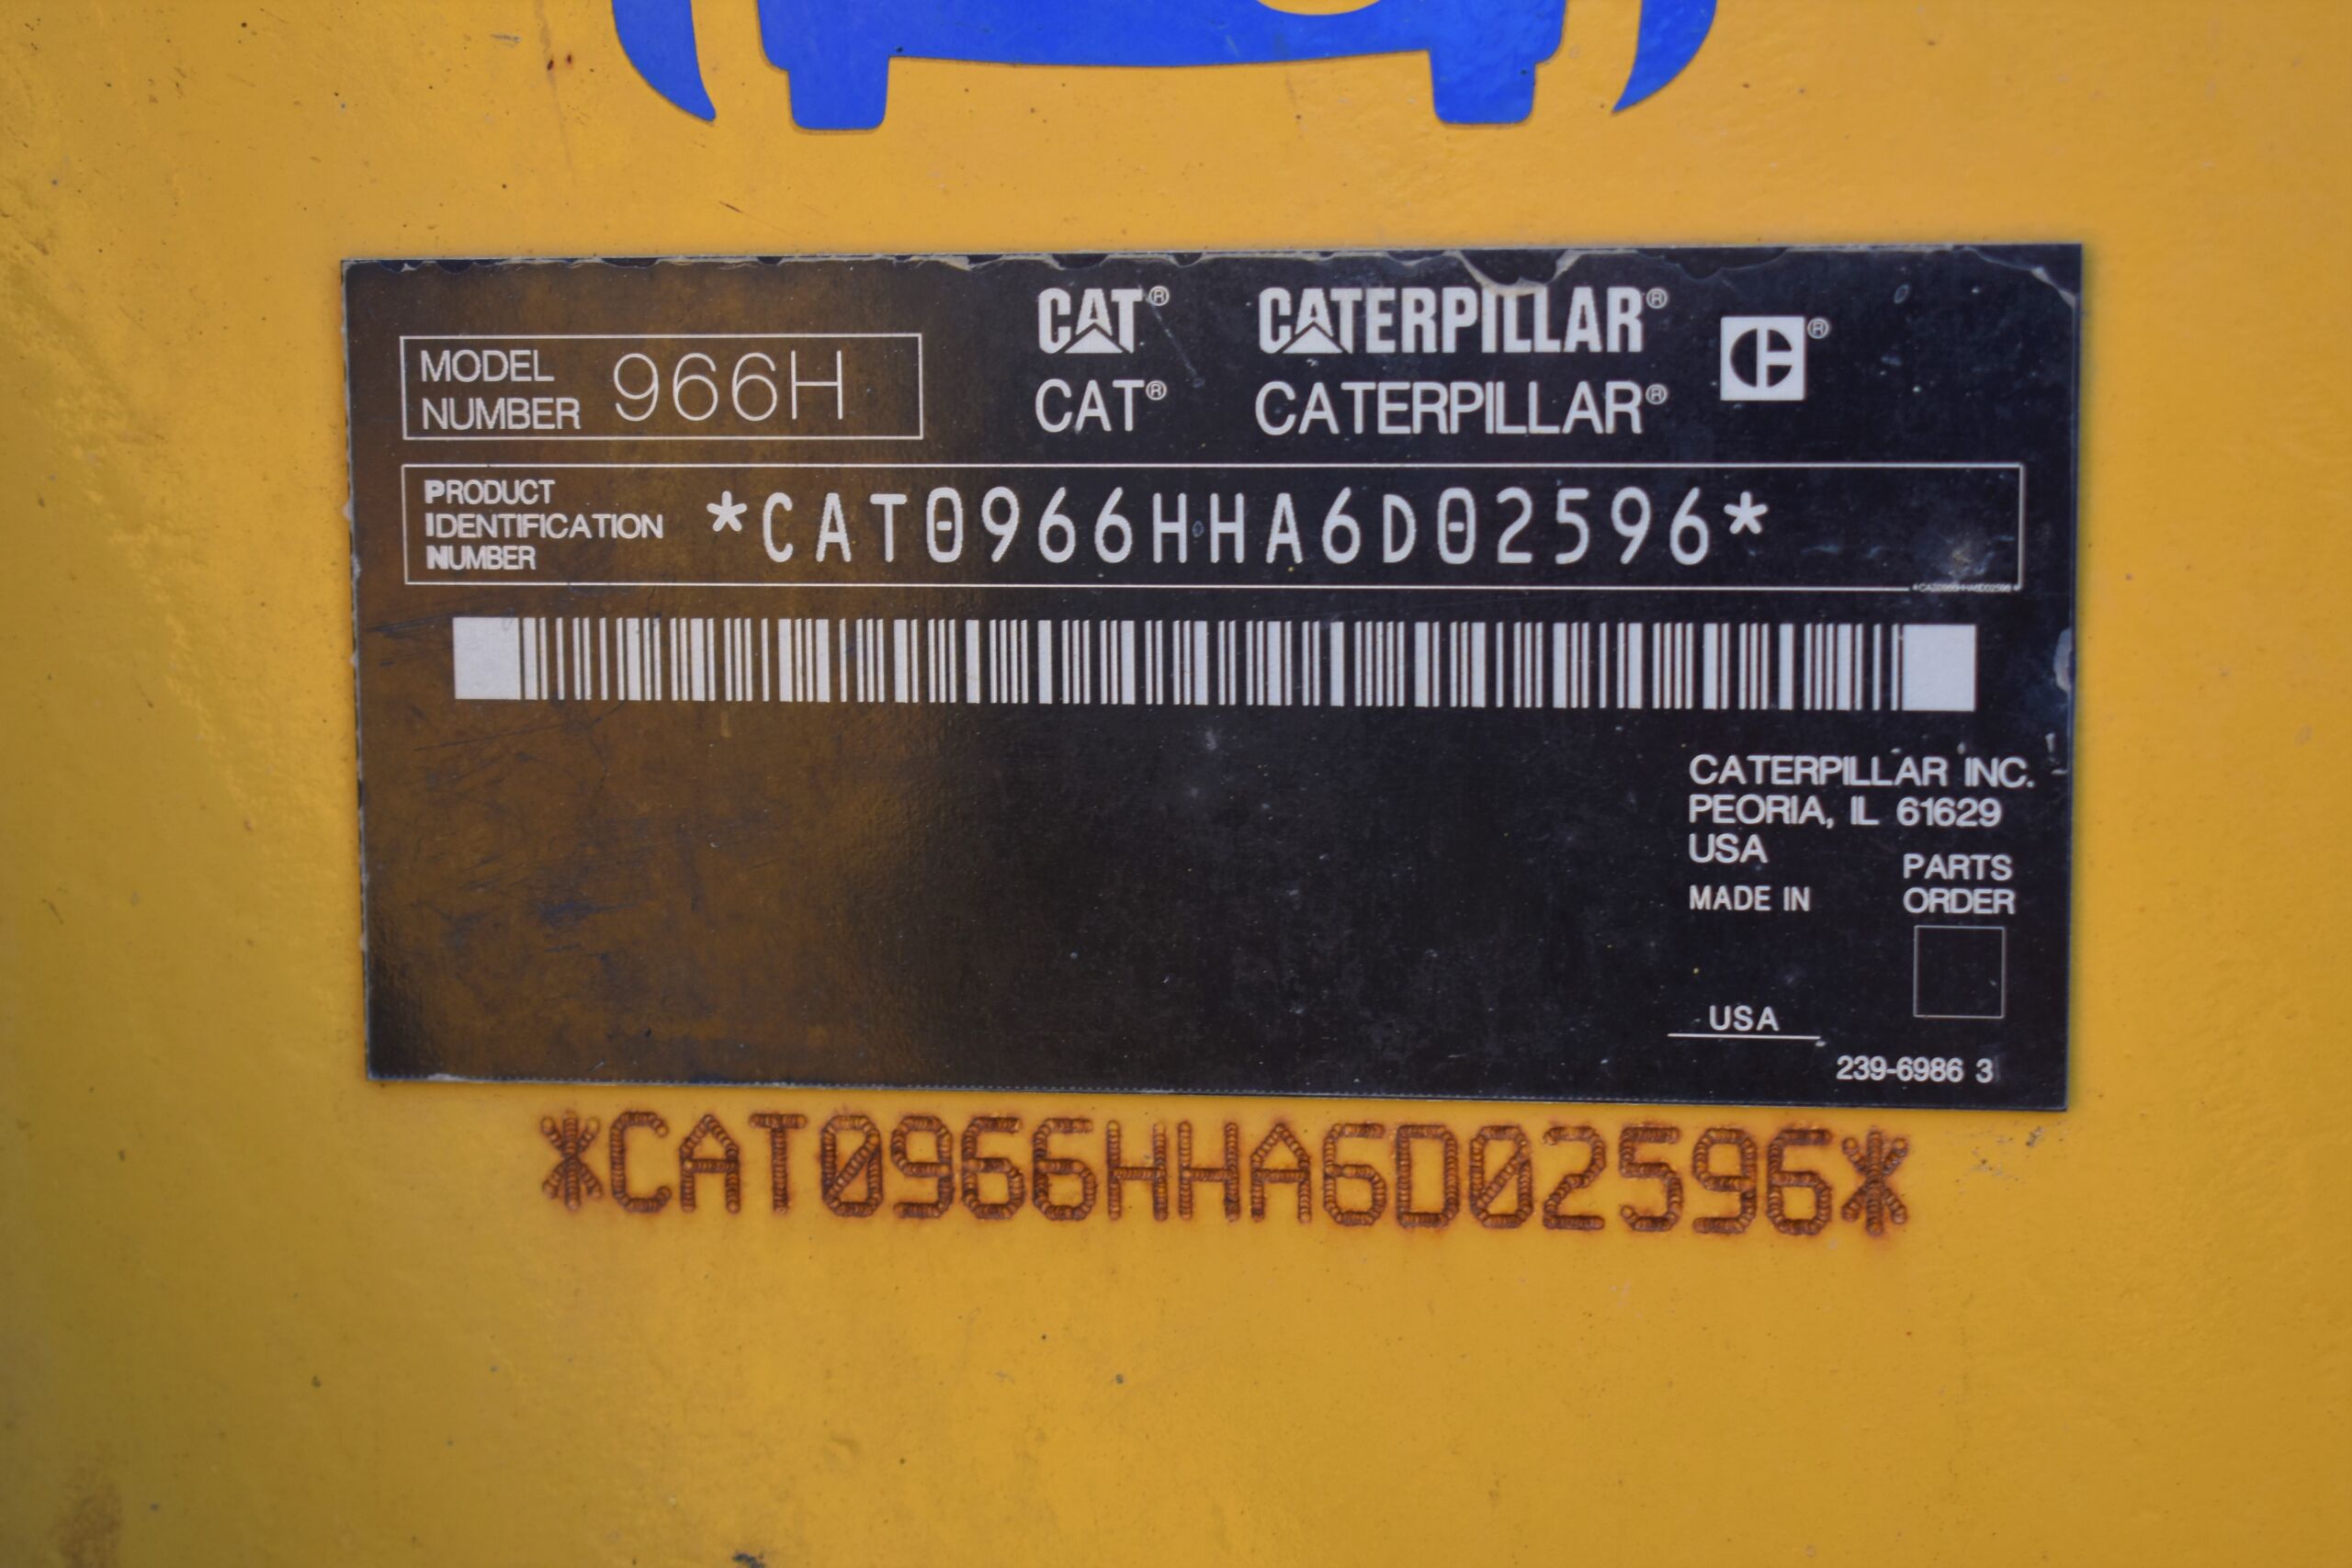 CAT® CATERPILLAR®
MODEL NUMBER 966H
CAT® CATERPILLAR®
PRODUCT
IDENTIFICATION
NUMBER
*CAT0966HHA6D02596*
*CAT0966HHA6D02596*
CATERPILLAR INC.
PEORIA, IL 61629
USA
PARTS
ORDER
MADE IN
USA
239-6986 3
*CAT0966HHA6D02596*